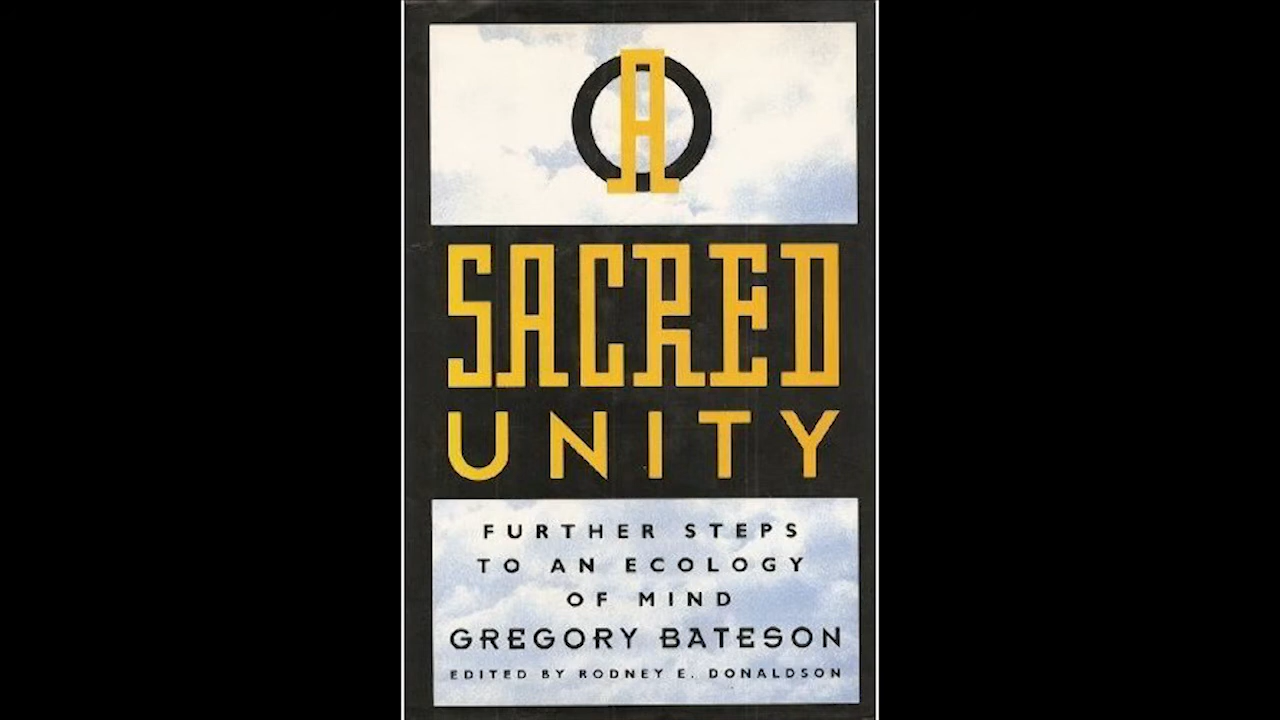 A
SACRED
UNITY
FURTHER STEPS
TO AN ECOLOGY
OF MIND
GREGORY BATESON
EDITED BY RODNEY E. DONALDSON